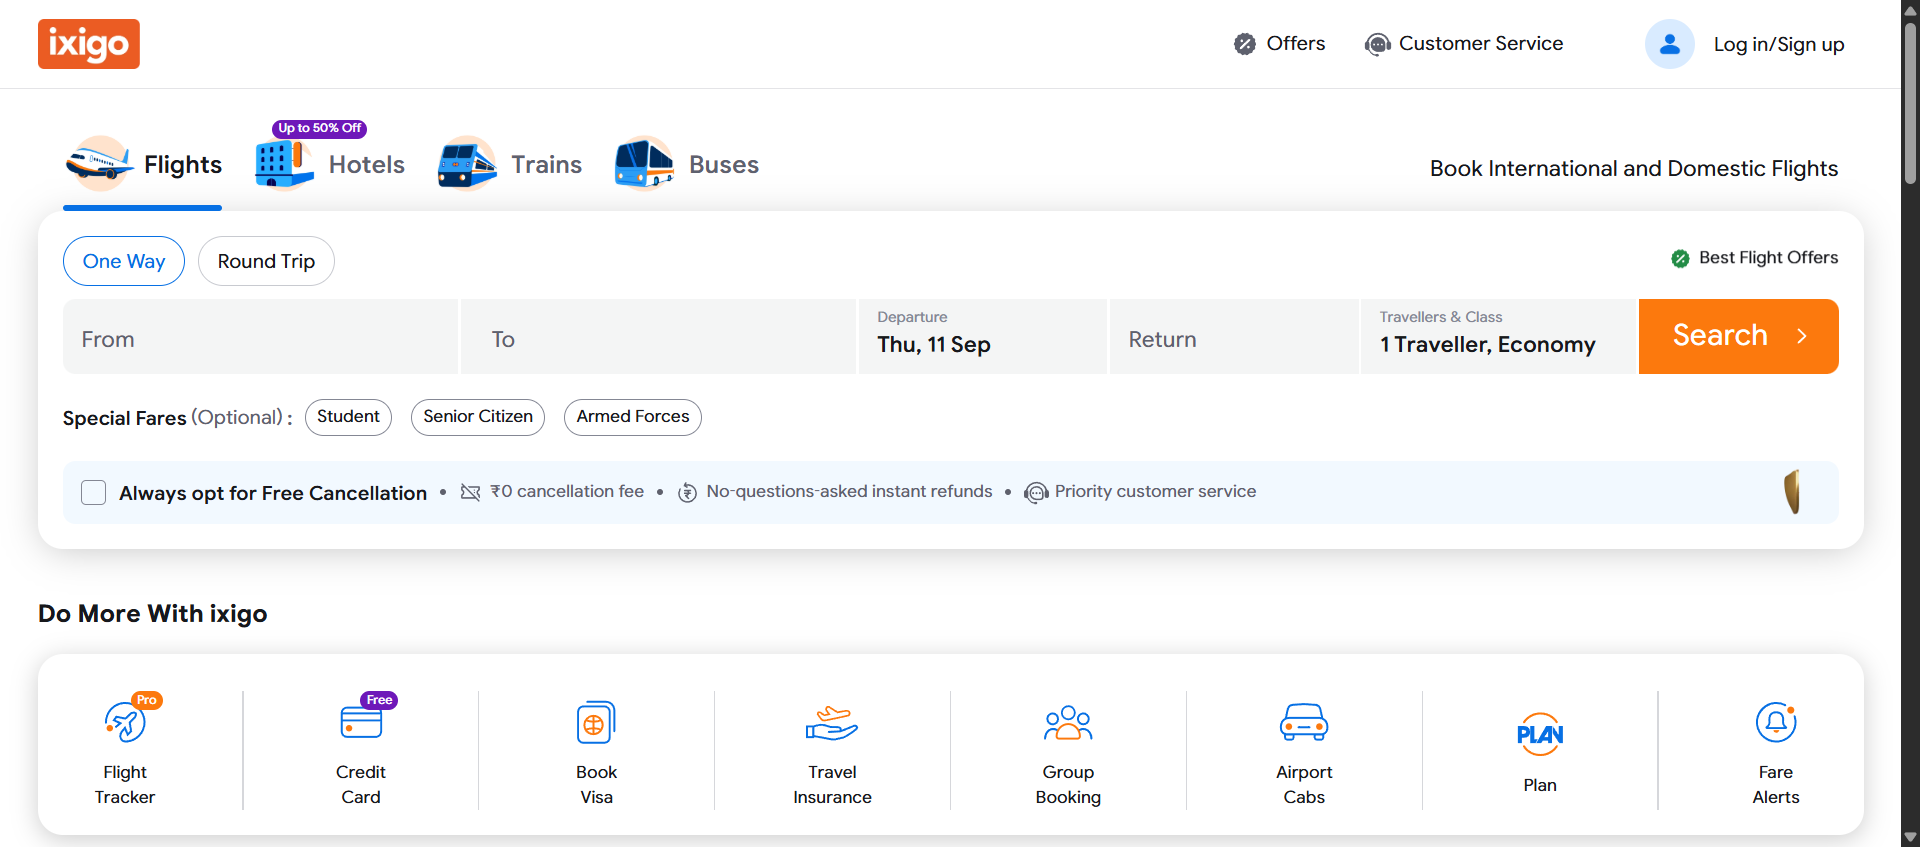 ixigo
Offers
Customer Service
Log in/Sign up
Up to 50% Off
Flights
Hotels
Trains
Buses
Book International and Domestic Flights
One Way
Round Trip
Best Flight Offers
From
To
Departure
Thu, 11 Sep
Return
Travellers & Class
1 Traveller, Economy
Search
Special Fares (Optional) :
Student
Senior Citizen
Armed Forces
Always opt for Free Cancellation • ₹0 cancellation fee • No-questions-asked instant refunds • Priority customer service
Do More With ixigo
Pro
Flight
Tracker
Free
Credit
Card
Book
Visa
Travel
Insurance
Group
Booking
Airport
Cabs
PLAN
Plan
Fare
Alerts